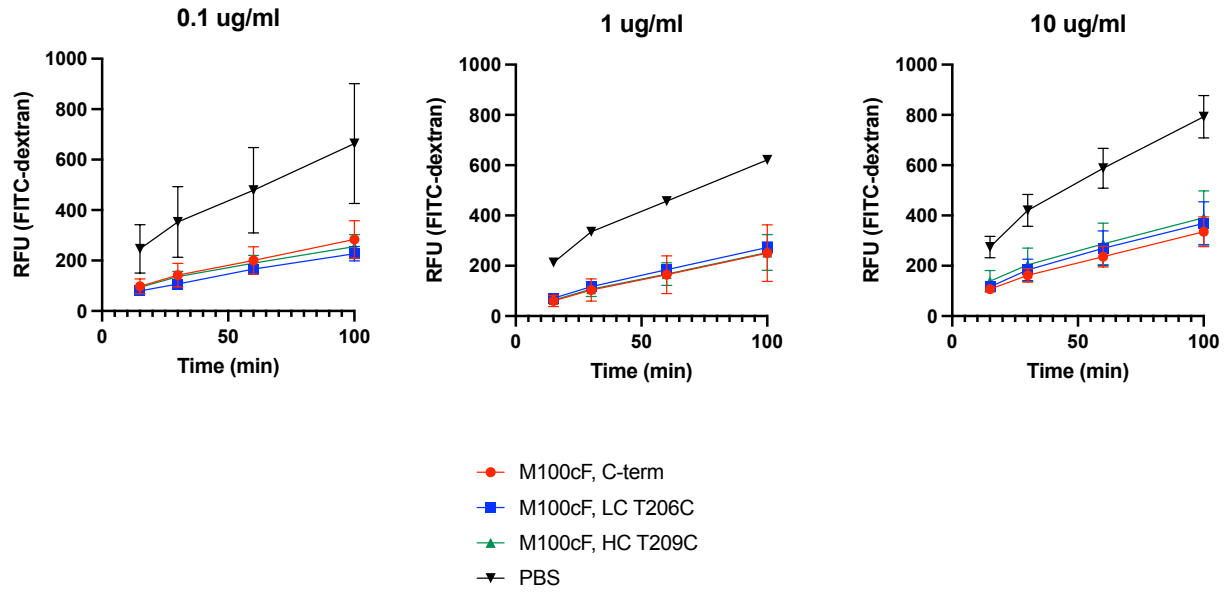 0.1 ug/ml
1000
800
600
400
200
0
0
50
100
RFU (FITC-dextran)
Time (min)
1 ug/ml
1000
800
600
400
200
0
0
50
100
RFU (FITC-dextran)
Time (min)
10 ug/ml
1000
800
600
400
200
0
0
50
100
RFU (FITC-dextran)
Time (min)
M100cF, C-term
M100cF, LC T206C
M100cF, HC T209C
PBS